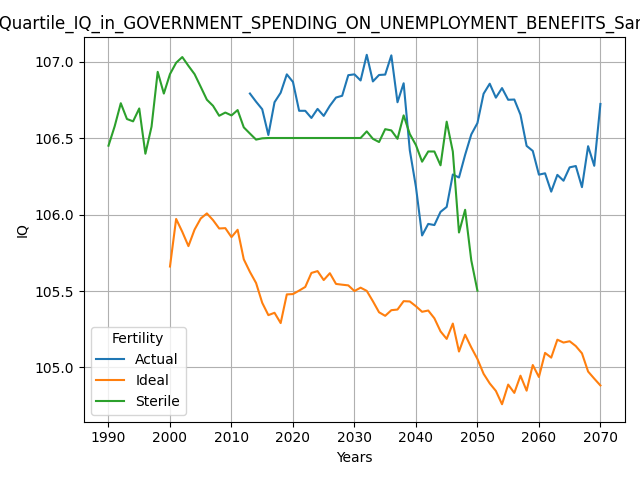 Quartile_IQ_in_GOVERNMENT_SPENDING_ON_UNEMPLOYMENT_BENEFITS_Sar
107.0
106.5
106.0
105.5
105.0
IQ
Fertility
Actual
Ideal
Sterile
1990 2000 2010 2020 2030 2040 2050 2060 2070
Years